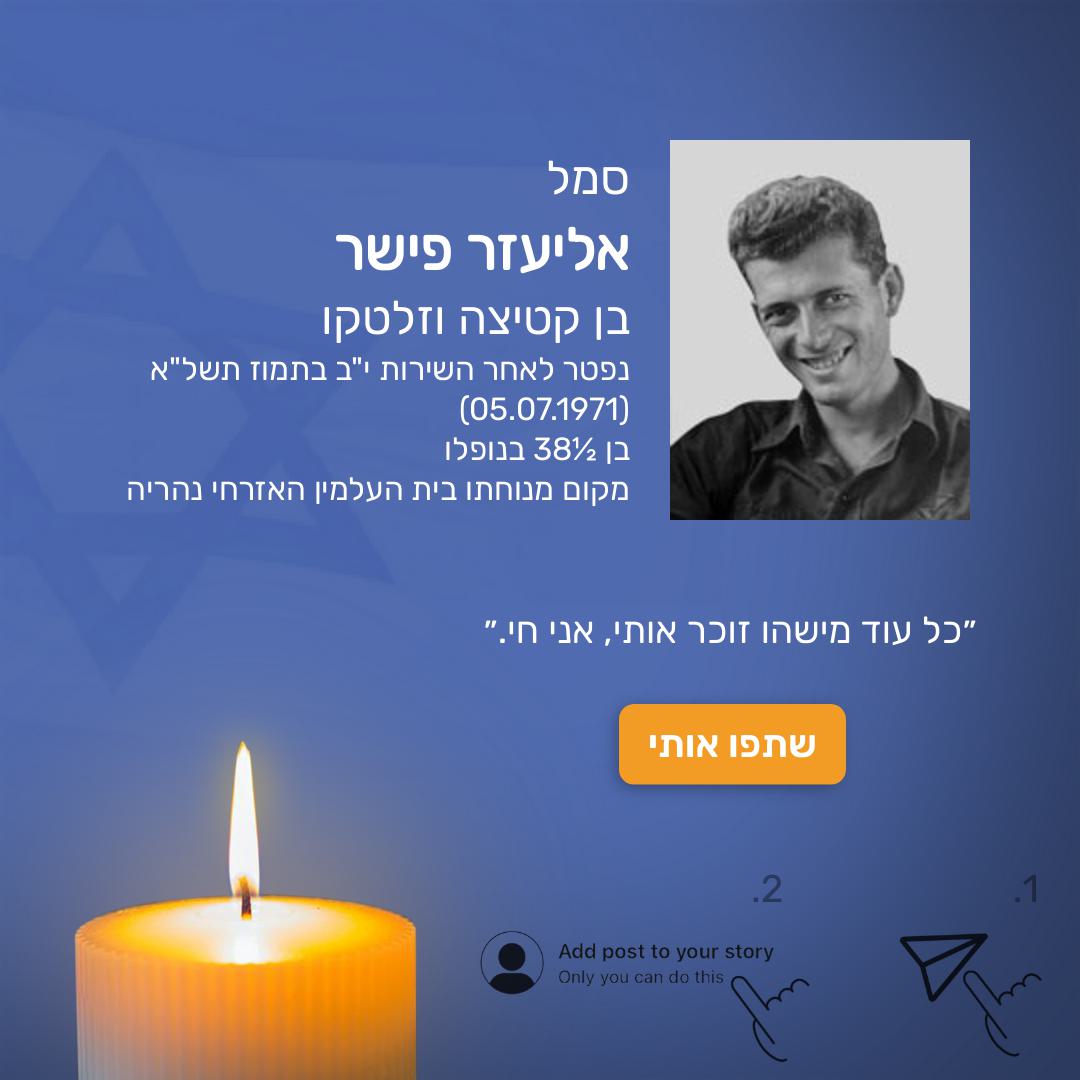 סמל
אליעזר פישר
בן קטיצה וזלטקו
נפטר לאחר השירות י"ב בתמוז תשל"א
(05.07.1971)
בן 38½ בנופלו
מקום מנוחתו בית העלמין האזרחי נהריה
״כל עוד מישהו זוכר אותי, אני חי.״
שתפו אותי
1.
2.
Add post to your story
Only you can do this